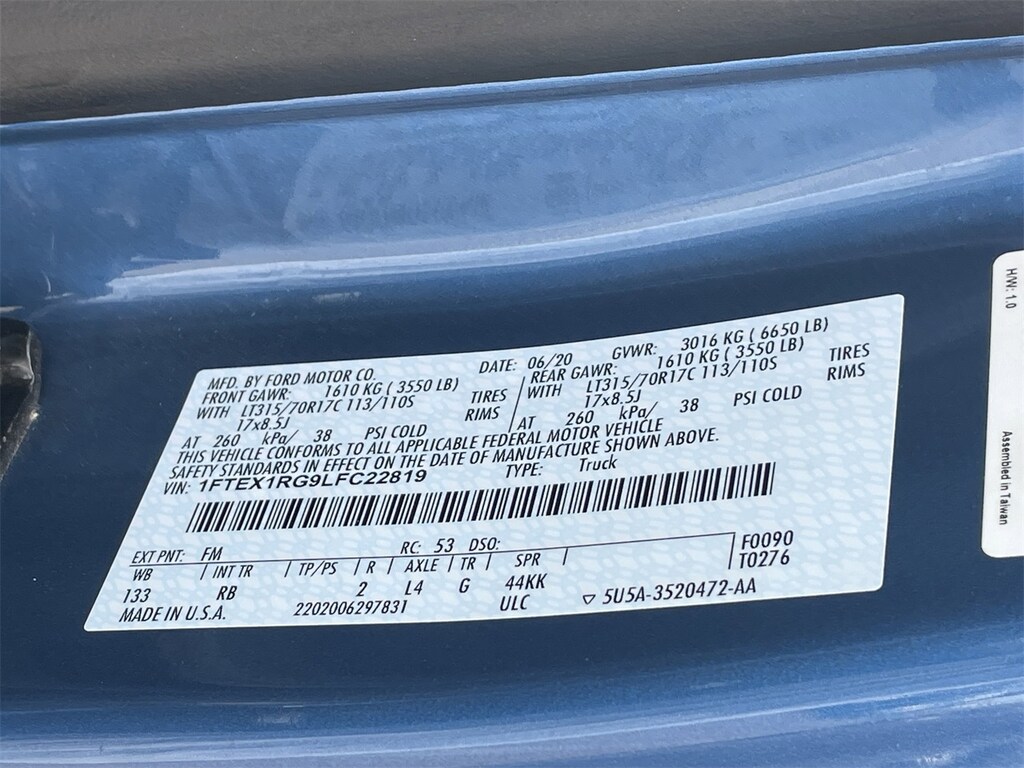 MFD. BY FORD MOTOR CO. DATE: 06/20 GVWR: 3016 KG ( 6650 LB)
FRONT GAWR: 1610 KG ( 3550 LB) REAR GAWR: 1610 KG ( 3550 LB)
WITH LT315/70R17C 113/110S TIRES WITH LT315/70R17C 113/110S TIRES
17x8.5J RIMS 17x8.5J RIMS
AT 260 kPa/ 38 PSI COLD AT 260 kPa/ 38 PSI COLD
THIS VEHICLE CONFORMS TO ALL APPLICABLE FEDERAL MOTOR VEHICLE
SAFETY STANDARDS IN EFFECT ON THE DATE OF MANUFACTURE SHOWN ABOVE.
VIN: 1FTEX1RG9LFC22819 TYPE: Truck
EXT PNT: FM RC: 53 DSO: F0090
WB INT TR TP/PS R AXLE TR SPR T0276
133 RB 2 L4 G 44KK
MADE IN U.S.A. 2202006297831 ULC ▽ 5U5A-3520472-AA
H/W: 1.0
Assembled in Taiwan